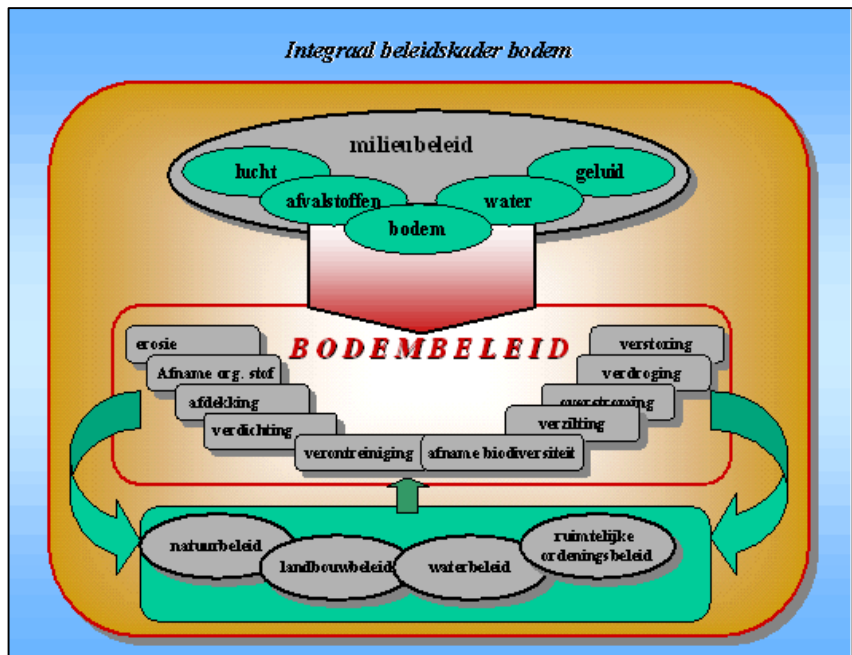 Integraal beleidskader bodem
milieubeleid
lucht
geluid
afvalstoffen
water
bodem
BODEMBELEID
erosie
Afname org. stof
afdekking
verdichting
verontreiniging
afname biodiversiteit
verzilting
overstroming
verdroging
verstoring
natuurbeleid
landbouwbeleid
waterbeleid
ruimtelijke
ordeningsbeleid